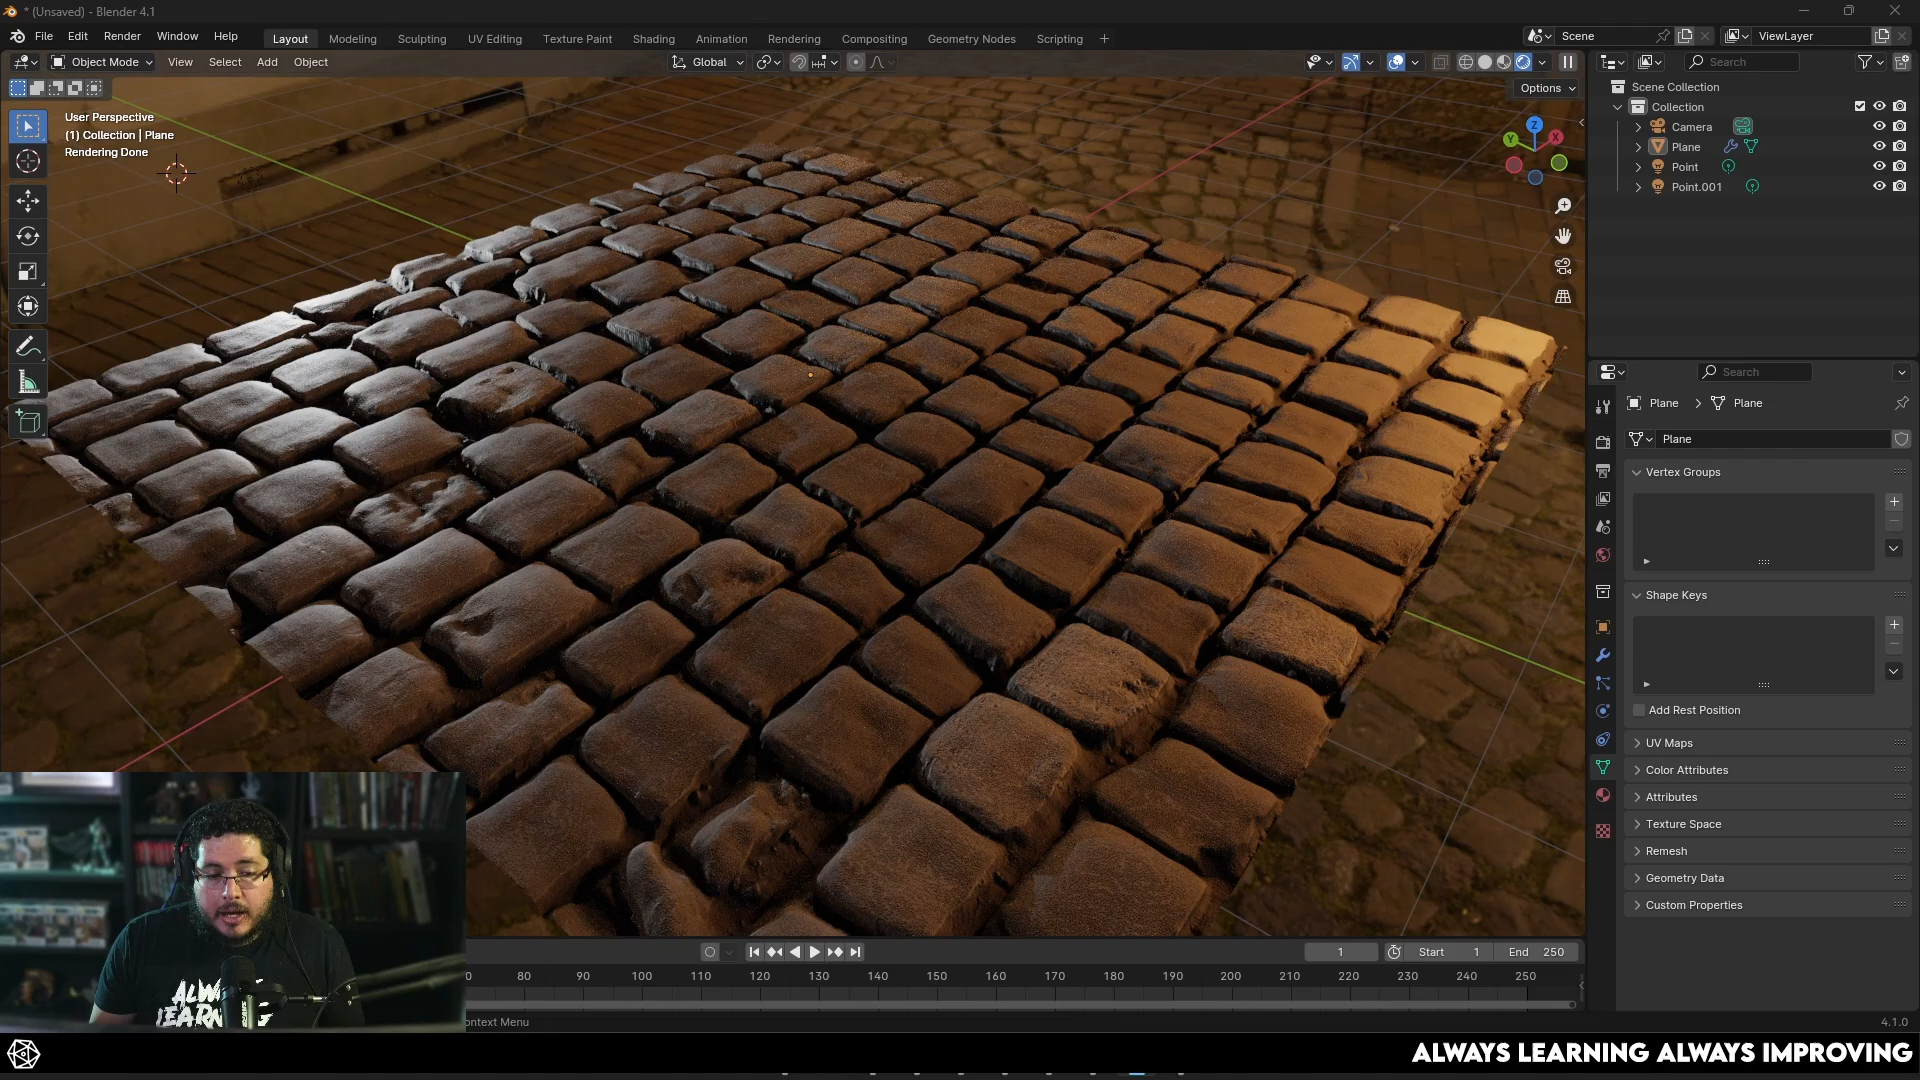 * (Unsaved) - Blender 4.1
File Edit Render Window Help
Layout Modeling Sculpting UV Editing Texture Paint Shading Animation Rendering Compositing Geometry Nodes Scripting +
Scene ViewLayer
Object Mode View Select Add Object Global
Search
Options
User Perspective
(1) Collection | Plane
Rendering Done
Z
Y
X
Scene Collection
Collection
Camera
Plane
Point
Point.001
Search
Plane > Plane
Plane
Vertex Groups
Shape Keys
Add Rest Position
UV Maps
Color Attributes
Attributes
Texture Space
Remesh
Geometry Data
Custom Properties
1 Start 1 End 250
0 80 90 100 110 120 130 140 150 160 170 180 190 200 210 220 230 240 250
ontext Menu
4.1.0
ALWAYS LEARNING ALWAYS IMPROVING